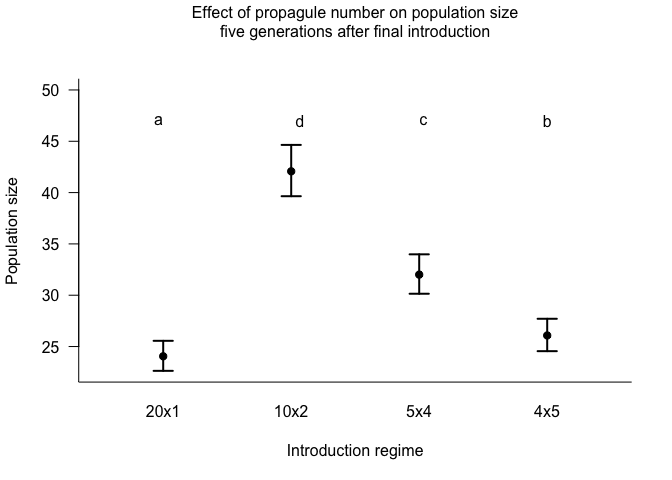 Effect of propagule number on population size
five generations after final introduction
50
45
40
35
30
25
Population size
a
d
c
b
20x1
10x2
5x4
4x5
Introduction regime